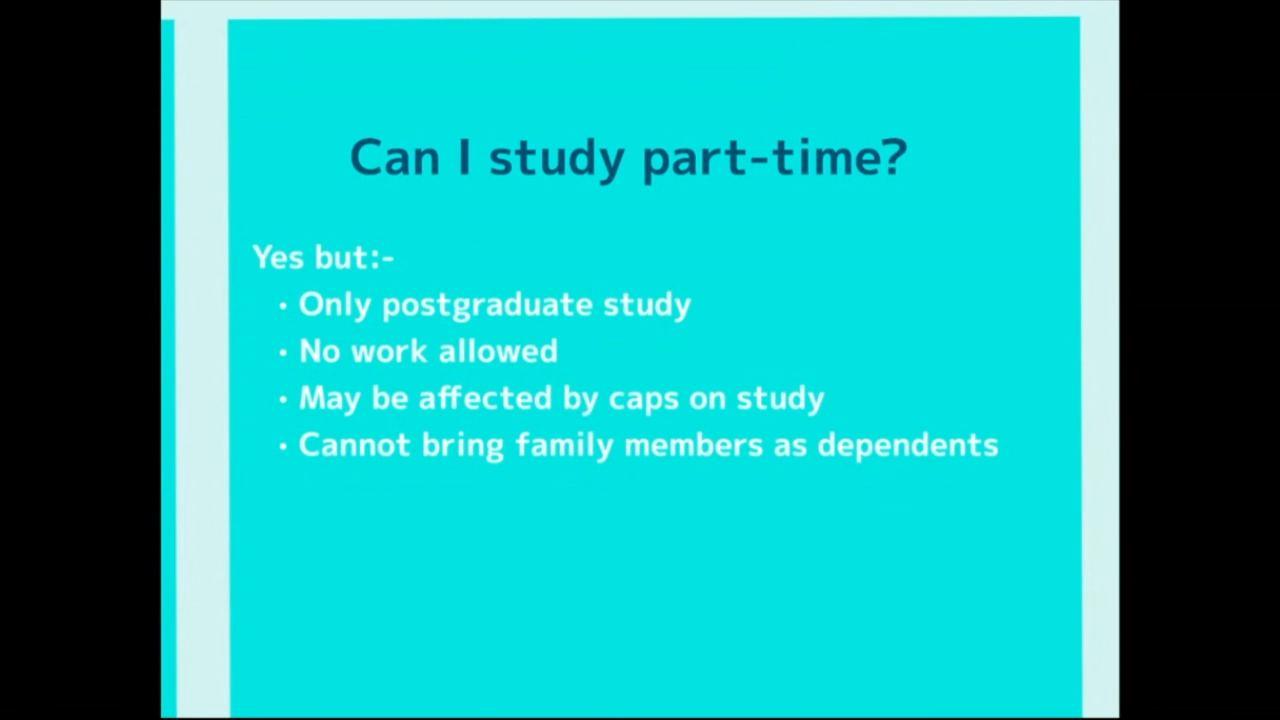 Can I study part-time?
Yes but:-
• Only postgraduate study
• No work allowed
• May be affected by caps on study
• Cannot bring family members as dependents